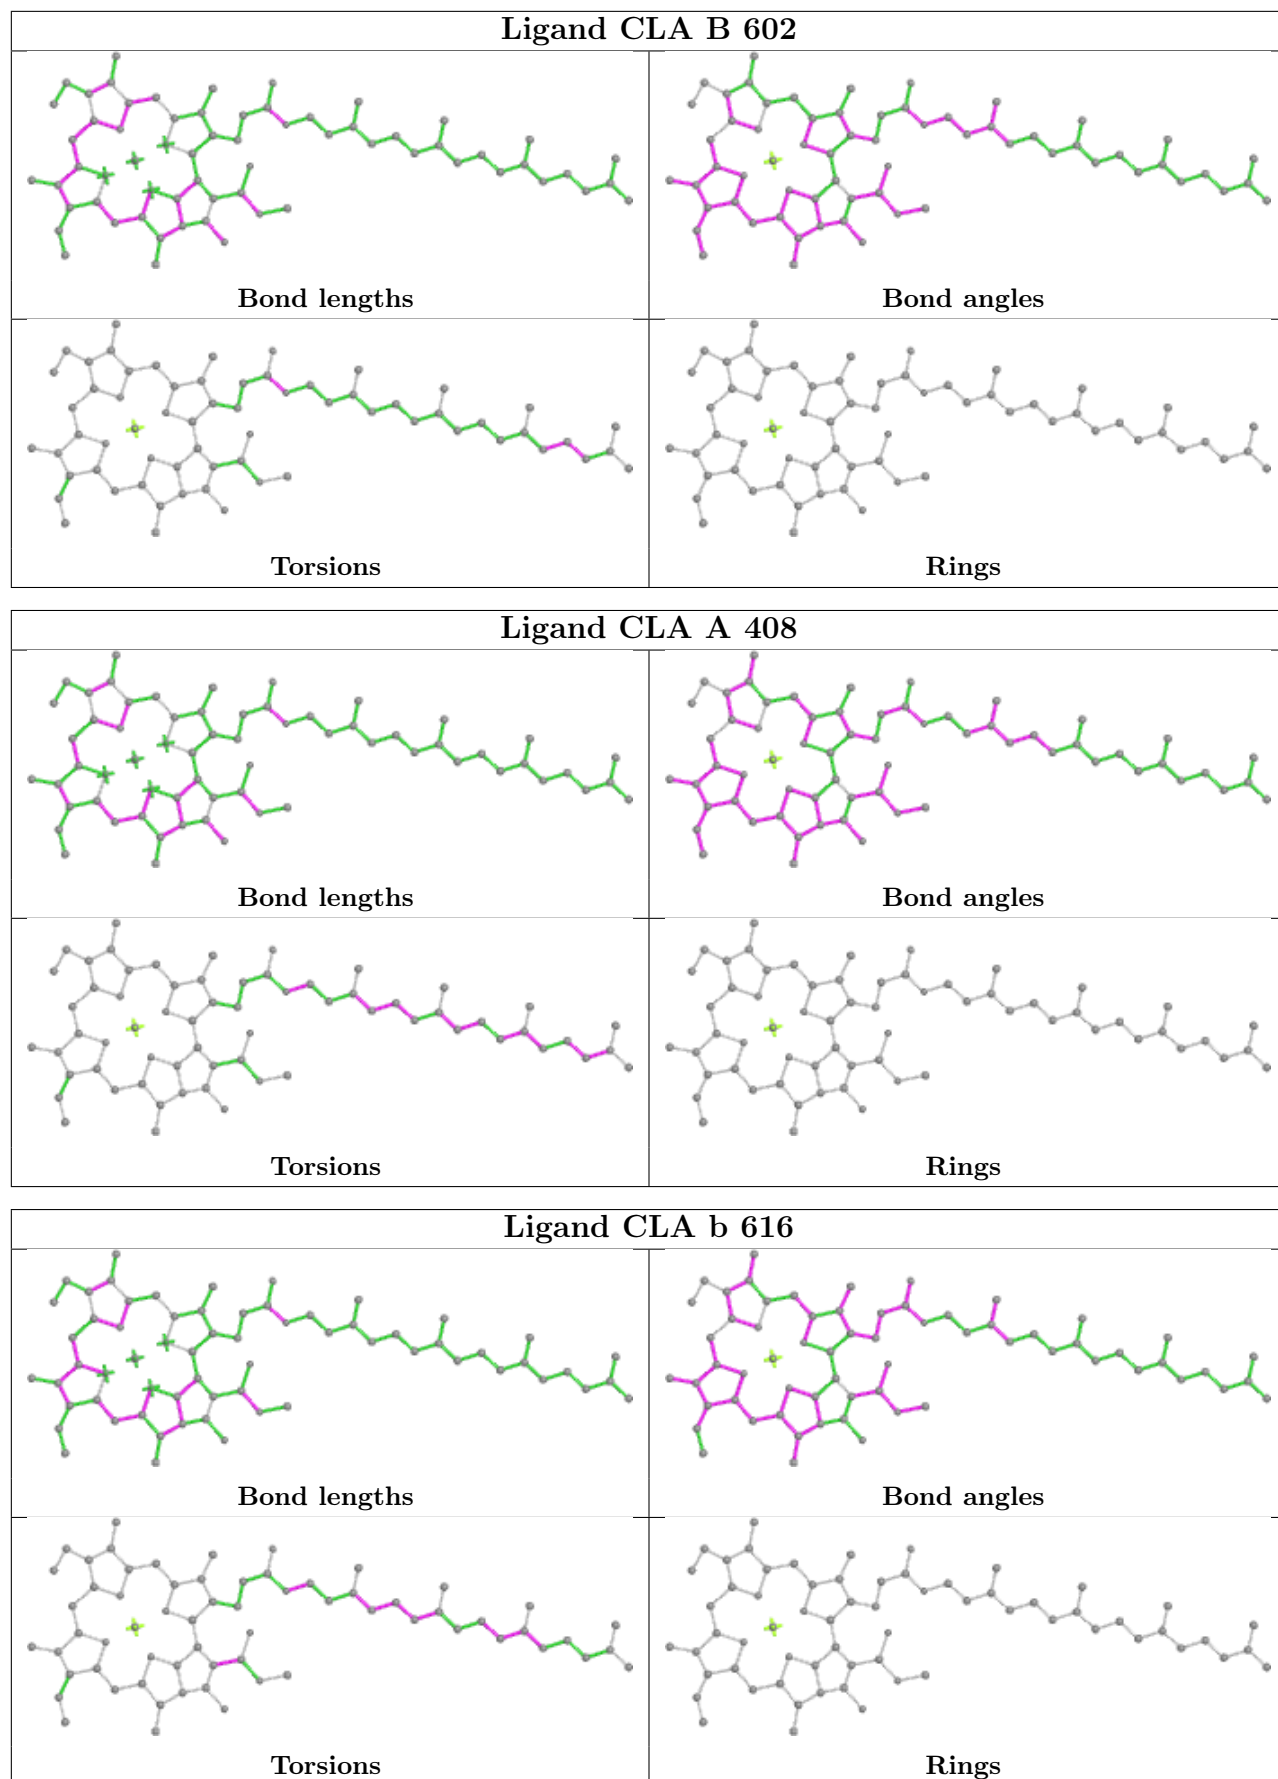 Ligand CLA B 602
Bond lengths
Bond angles
Torsions
Rings
Ligand CLA A 408
Bond lengths
Bond angles
Torsions
Rings
Ligand CLA b 616
Bond lengths
Bond angles
Torsions
Rings